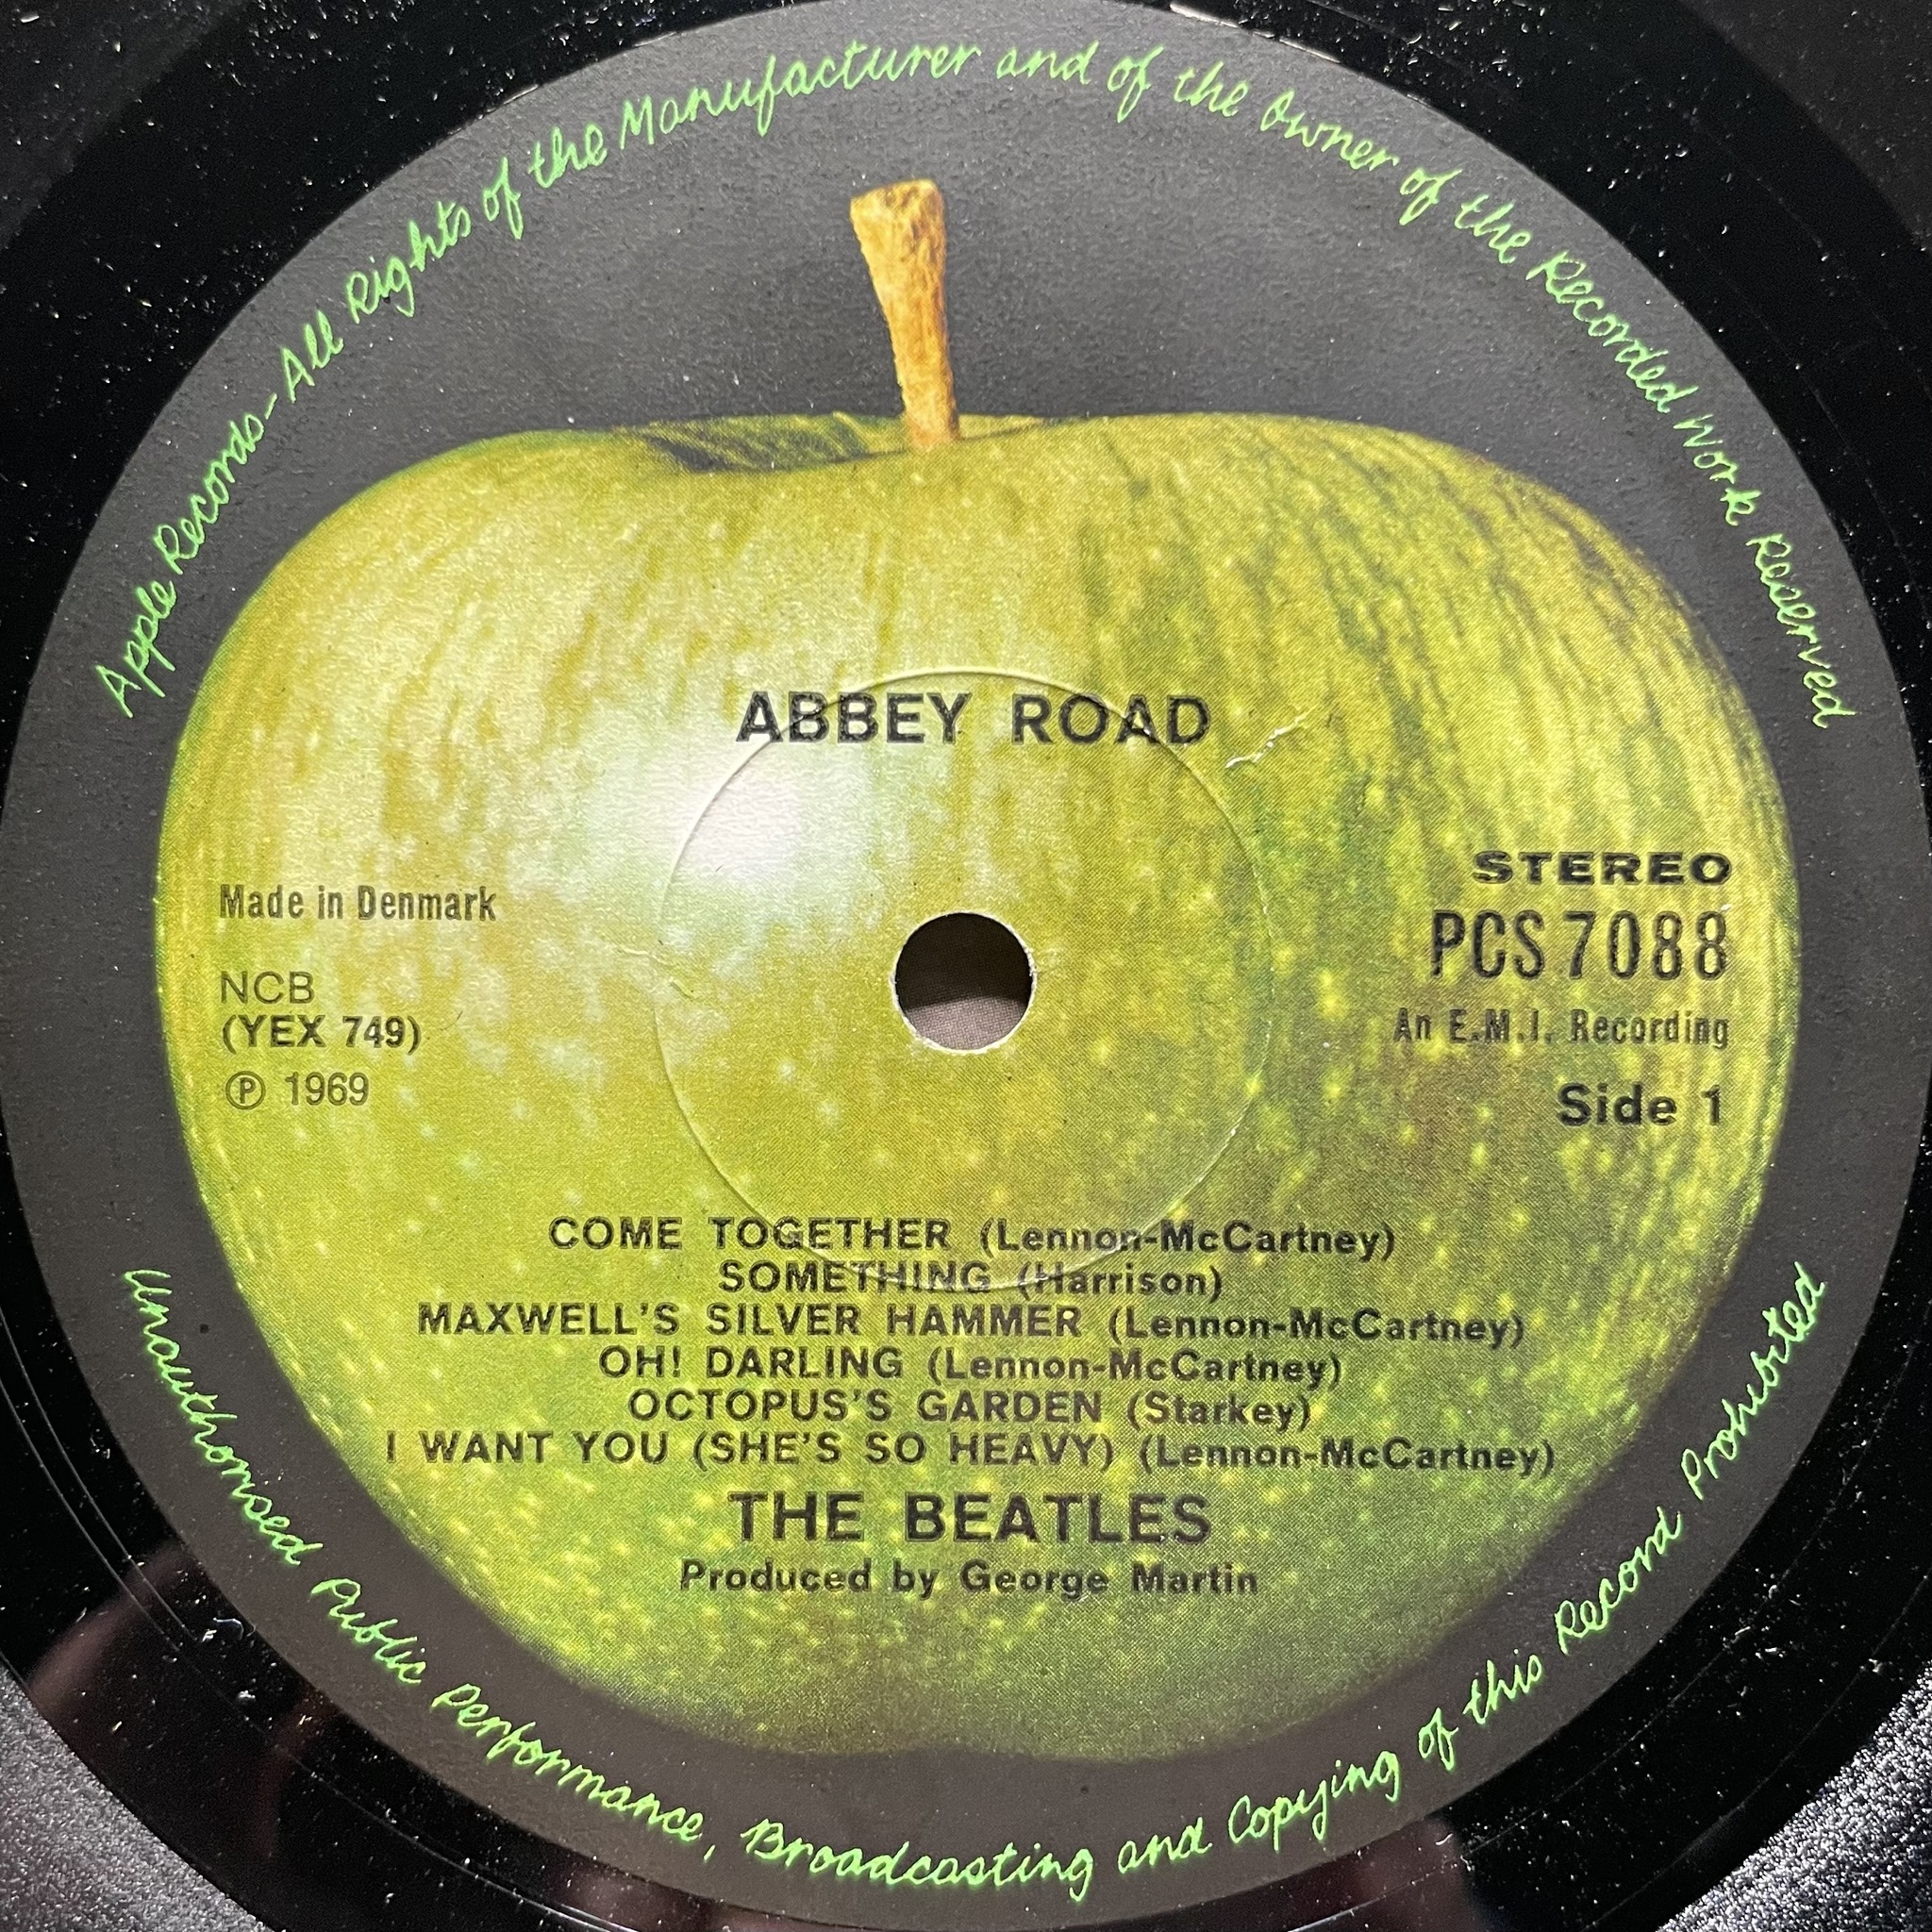 Apple Records - All Rights of the Manufacturer and of the Owner of the Recorded Work Reserved
ABBEY ROAD
Made in Denmark
NCB
(YEX 749)
Ⓟ 1969
STEREO
PCS 7088
An E.M.I. Recording
Side 1
COME TOGETHER (Lennon-McCartney)
SOMETHING (Harrison)
MAXWELL'S SILVER HAMMER (Lennon-McCartney)
OH! DARLING (Lennon-McCartney)
OCTOPUS'S GARDEN (Starkey)
I WANT YOU (SHE'S SO HEAVY) (Lennon-McCartney)
THE BEATLES
Produced by George Martin
Unauthorised Public Performance, Broadcasting and Copying of this Record Prohibited